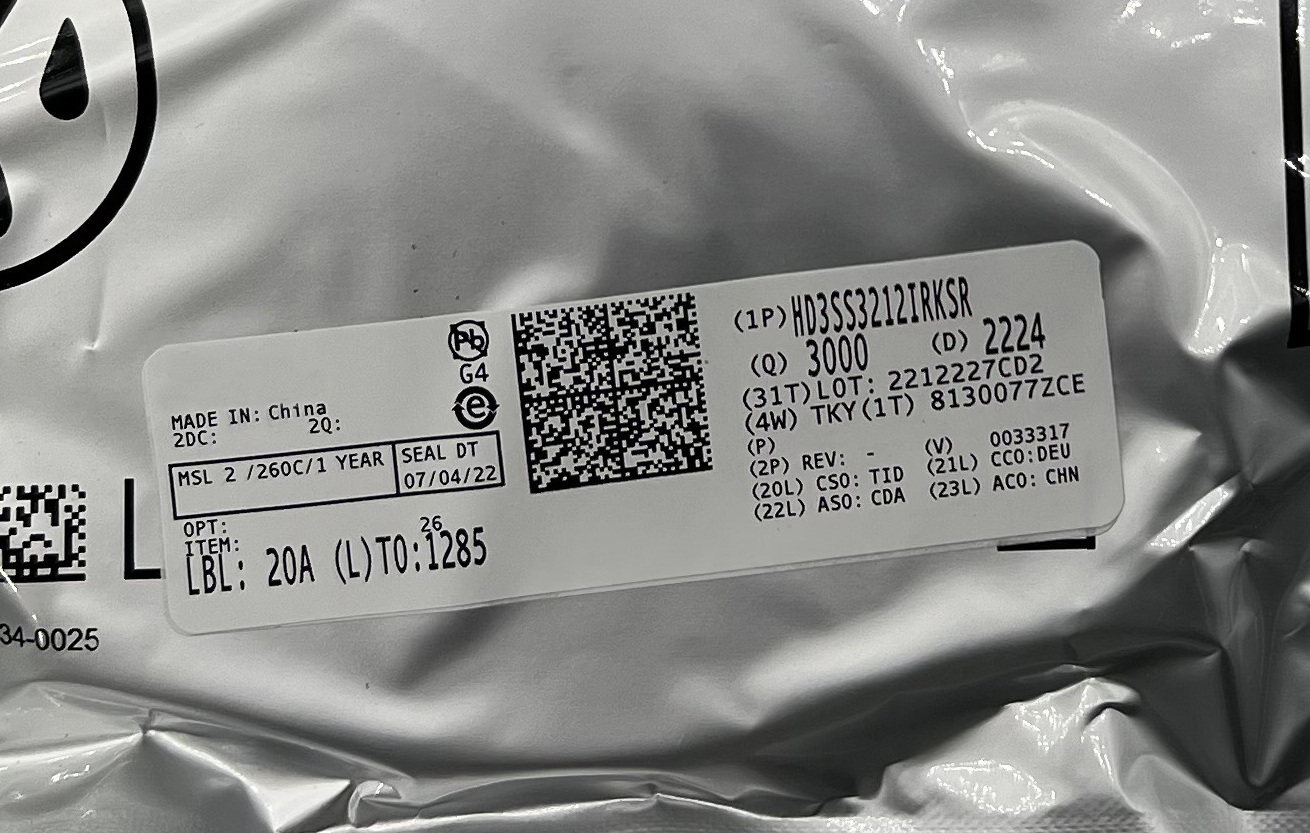 Pb
G4
e
MADE IN: China
2DC: 2Q:
MSL 2 /260C/1 YEAR
SEAL DT
07/04/22
OPT: 26
ITEM:
LBL: 20A (L)TO:1285
(1P) HD3SS3212IRKSR
(Q) 3000 (D) 2224
(31T)LOT: 2212227CD2
(4W) TKY(1T) 8130077ZCE
(P)
(2P) REV: - (V) 0033317
(20L) CSO: TID (21L) CCO:DEU
(22L) ASO: CDA (23L) ACO: CHN
L
34-0025